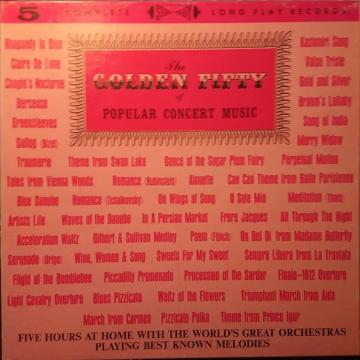 5 COMPLETE LONG PLAY RECORDS
The
GOLDEN FIFTY
of
POPULAR CONCERT MUSIC
Rhapsody in Blue
Claire De Lune
Chopin's Nocturne
Berseuse
Greensleeves
Gallop (Bizet)
Kashmiri Song
Valse Triste
Gold and Silver
Brahm's Lullaby
Song of India
Merry Widow
Traumerie Theme from Swan Lake Dance of the Sugar Plum Fairy Perpetual Motion
Tales from Vienna Woods Romance (Rubinstein) Alouette Can Can Theme from Gaite Parisienne
Blue Danube Romance (Tchaikovsky) On Wings of Song O Sole Mio Meditation (Thais)
Artists Life Waves of the Danube In A Persian Market Frere Jacques All Through The Night
Acceleration Waltz Gilbert & Sullivan Medley Poem (Fibich) Un Bel Di from Madame Butterfly
Serenade (Drigo) Wine, Women & Song Sweets For My Sweet Sempre Libera from La Traviata
Flight of the Bumblebee Piccadilly Promenade Procession of the Sardar Finale-1812 Overture
Light Cavalry Overture Blues Pizzicato Waltz of the Flowers Triumphant March from Aida
March from Carmen Pizzicato Polka Theme from Prince Igor
FIVE HOURS AT HOME WITH THE WORLD'S GREAT ORCHESTRAS
PLAYING BEST KNOWN MELODIES